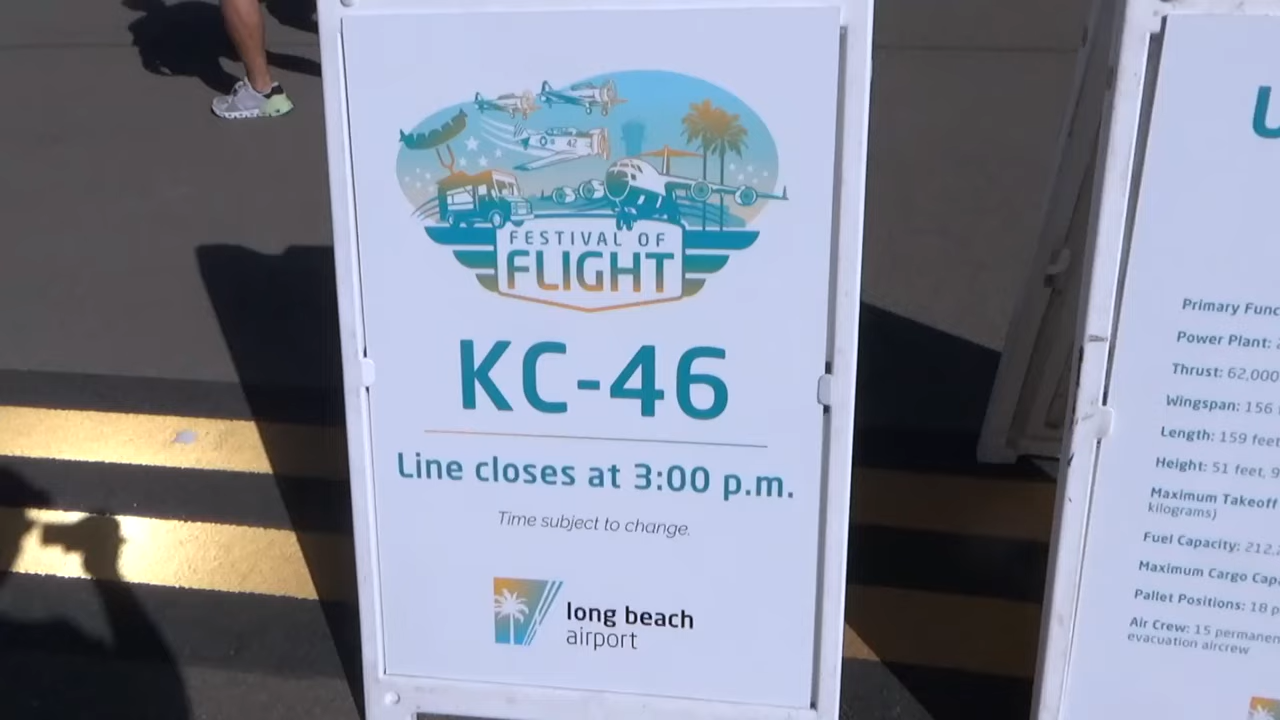 FESTIVAL OF
FLIGHT
KC-46
Line closes at 3:00 p.m.
Time subject to change.
long beach
airport
U
Primary Func
Power Plant:
Thrust: 62,000
Wingspan: 156
Length: 159 feet
Height: 51 feet, 9
Maximum Takeoff
kilograms)
Fuel Capacity: 212,
Maximum Cargo Cap
Pallet Positions: 18 p
Air Crew: 15 permanen
evacuation aircrew